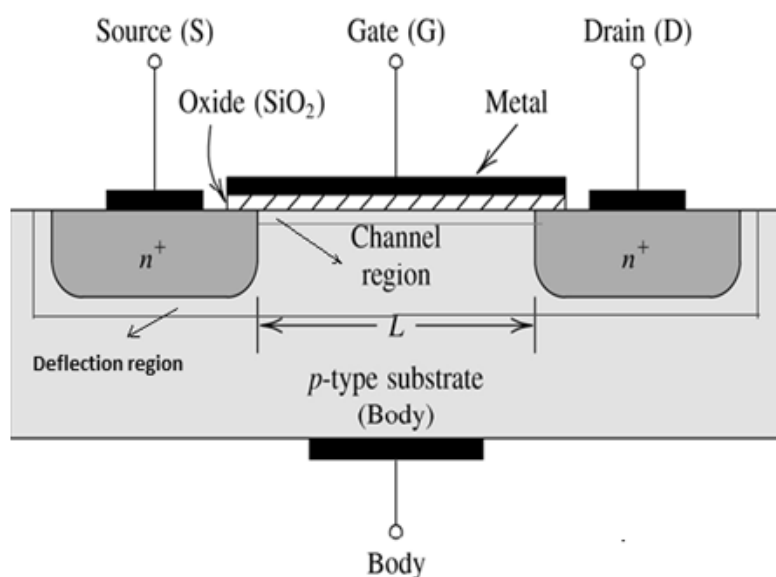 Source (S)
Gate (G)
Drain (D)
Oxide (SiO₂)
Metal
n⁺
Channel
region
n⁺
L
Deflection region
p-type substrate
(Body)
Body